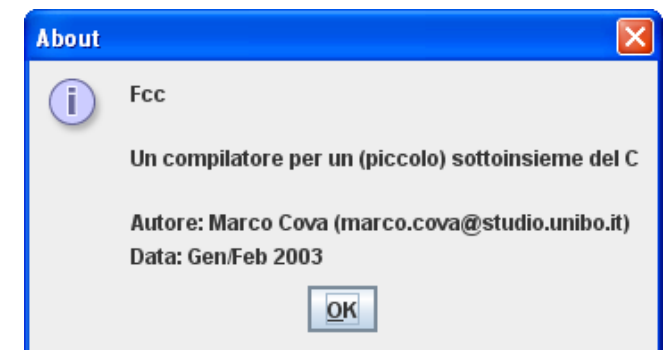 About
Fcc
Un compilatore per un (piccolo) sottoinsieme del C
Autore: Marco Cova (marco.cova@studio.unibo.it)
Data: Gen/Feb 2003
OK